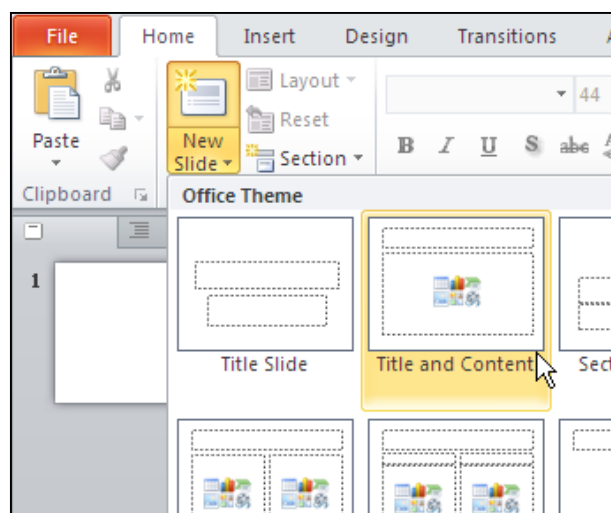 File Home Insert Design Transitions
Layout
44
Reset
Paste
New
Slide
Section
B I U S abc
Clipboard
Office Theme
1
Title Slide
Title and Content
Sect